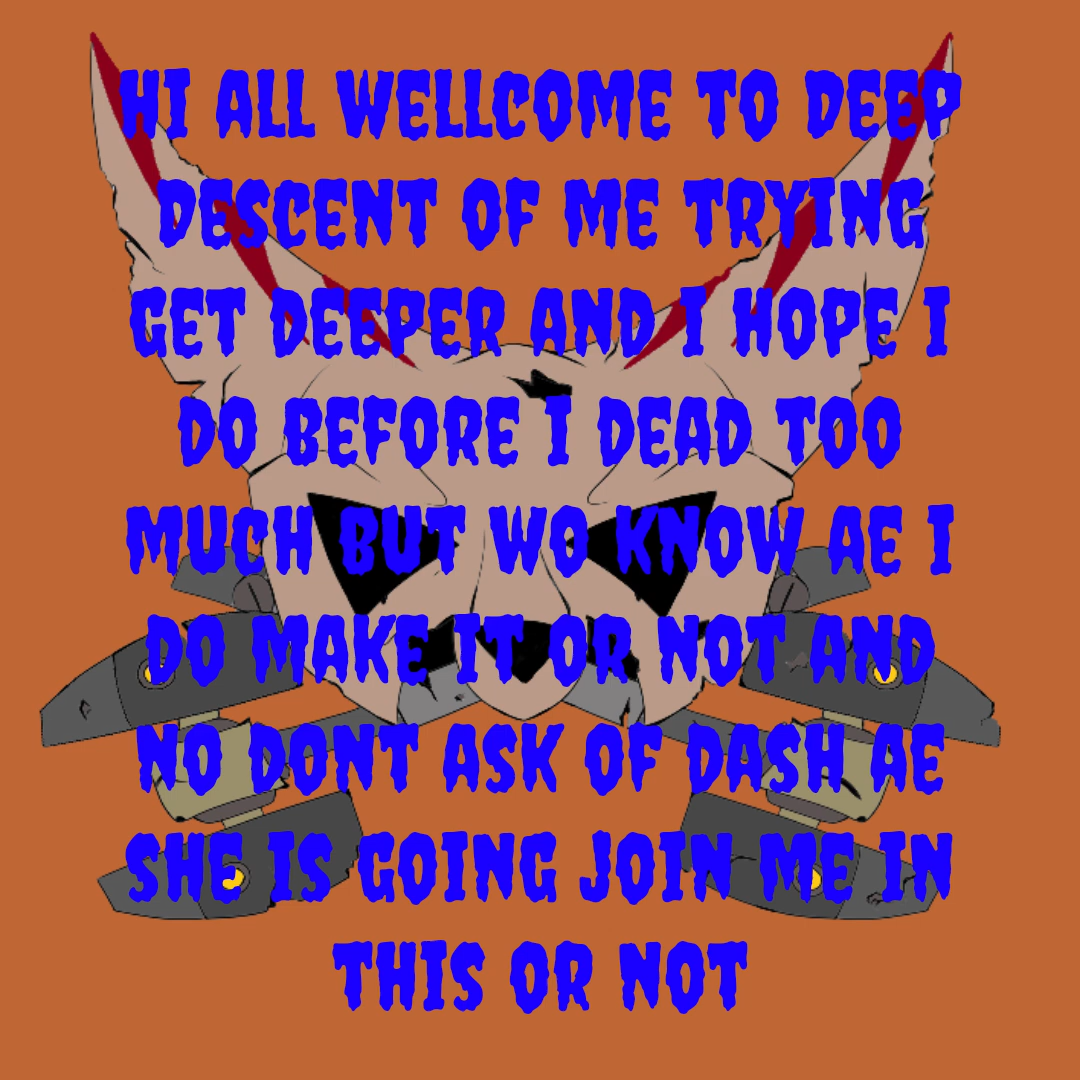 HI ALL WELLCOME TO DEEP
DESCENT OF ME TRYING
GET DEEPER AND I HOPE I
DO BEFORE I DEAD TOO
MUCH BUT WO KNOW AE I
DO MAKE IT OR NOT AND
NO DONT ASK OF DASH AE
SHE IS GOING JOIN ME IN
THIS OR NOT